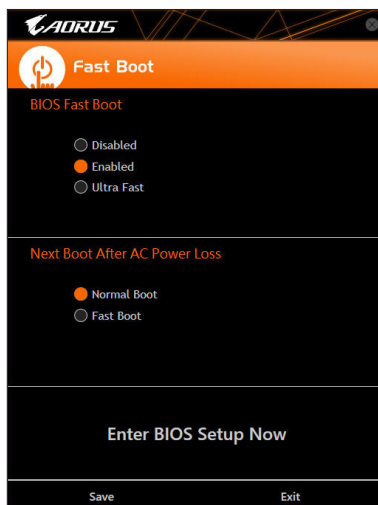 AORUS
Fast Boot
BIOS Fast Boot
Disabled
Enabled
Ultra Fast
Next Boot After AC Power Loss
Normal Boot
Fast Boot
Enter BIOS Setup Now
Save Exit